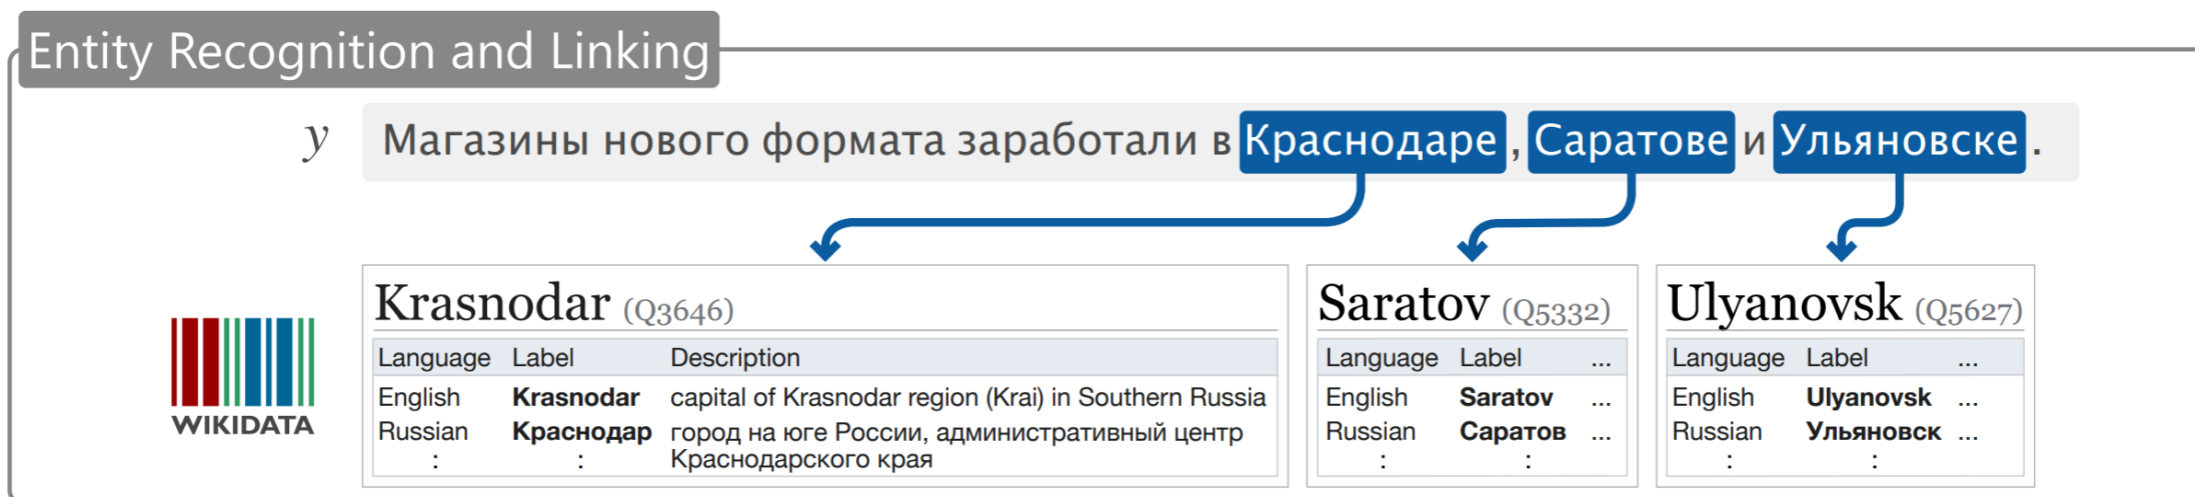 Entity Recognition and Linking
y Магазины нового формата заработали в Краснодаре, Саратове и Ульяновске.
Krasnodar (Q3646)
Language Label Description
English Krasnodar capital of Krasnodar region (Krai) in Southern Russia
Russian Краснодар город на юге России, административный центр
Краснодарского края
: :
Saratov (Q5332)
Language Label ...
English Saratov ...
Russian Саратов ...
: :
Ulyanovsk (Q5627)
Language Label ...
English Ulyanovsk ...
Russian Ульяновск ...
: :
WIKIDATA